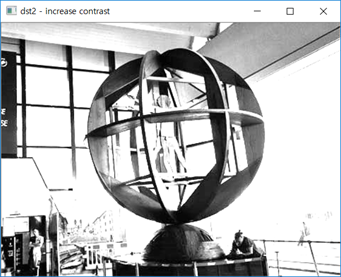 dst2 - increase contrast